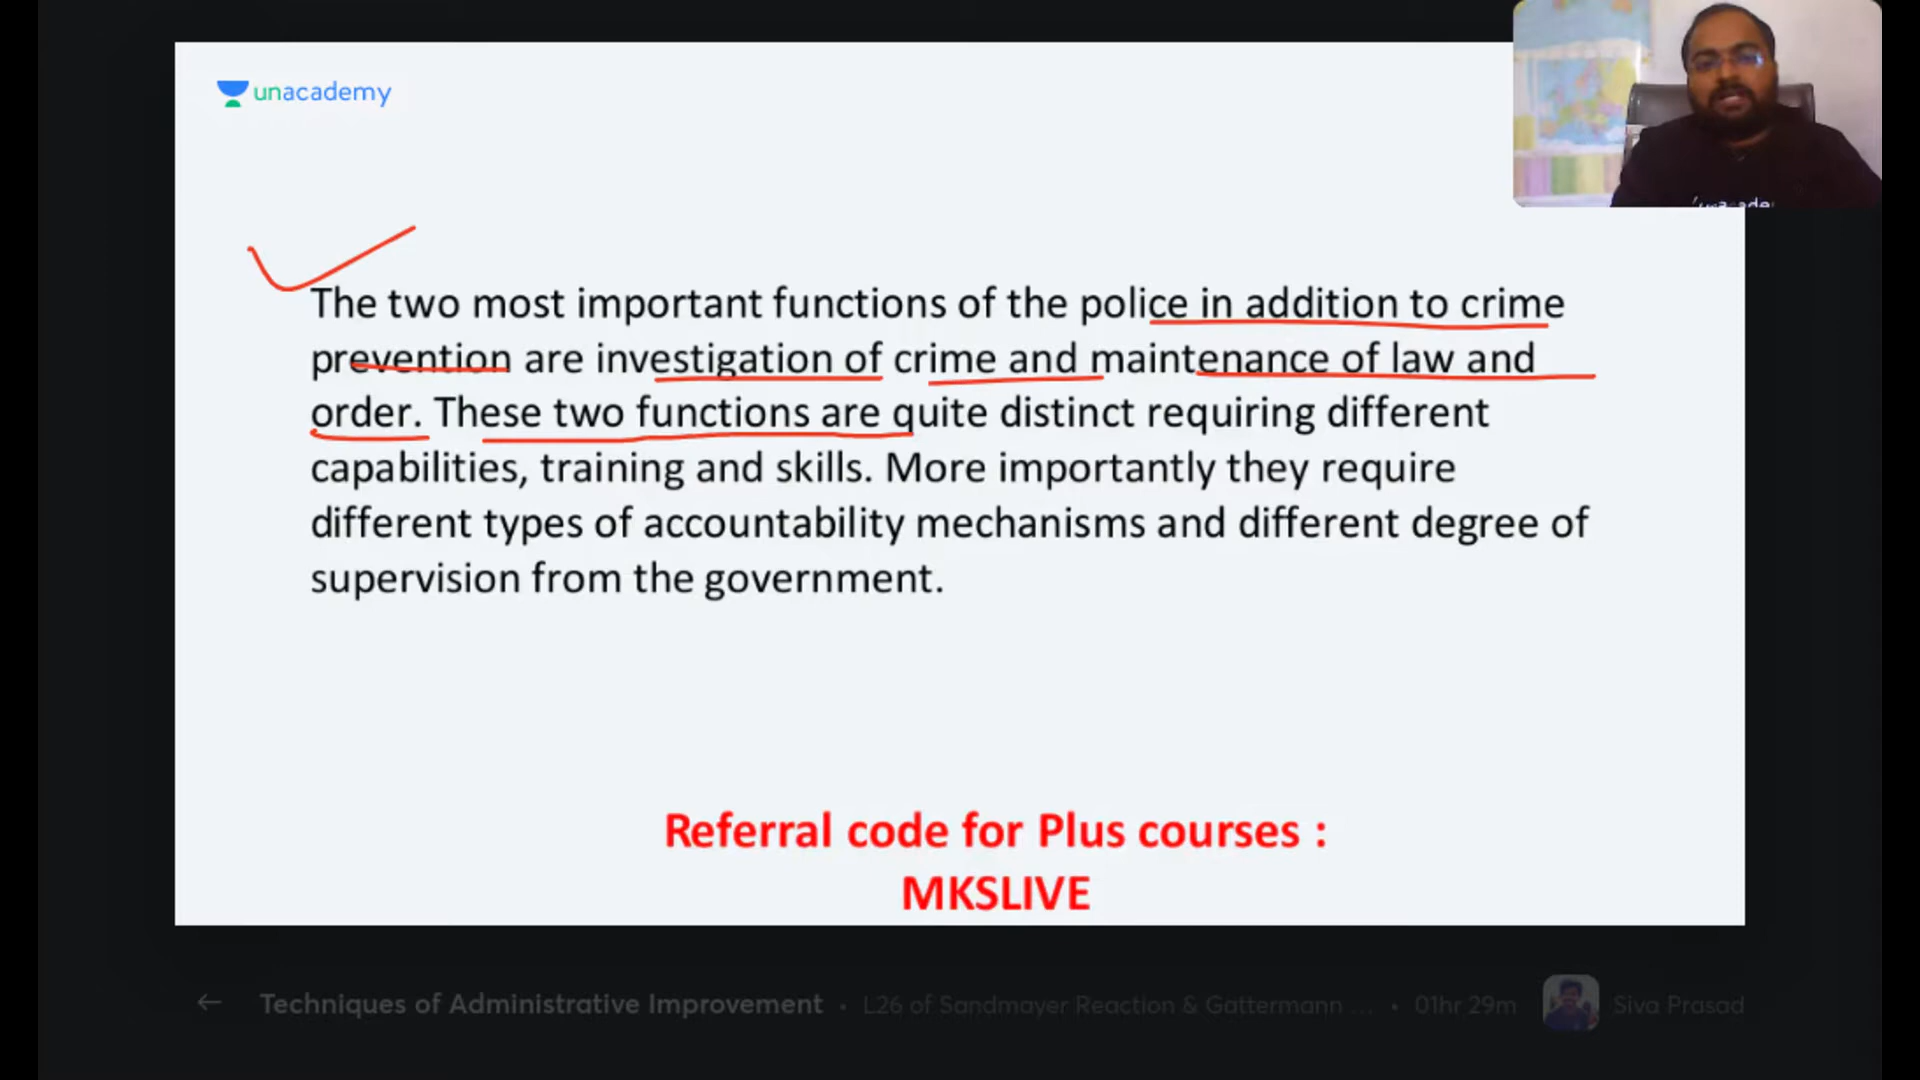 unacademy
The two most important functions of the police in addition to crime
prevention are investigation of crime and maintenance of law and
order. These two functions are quite distinct requiring different
capabilities, training and skills. More importantly they require
different types of accountability mechanisms and different degree of
supervision from the government.
Referral code for Plus courses :
MKSLIVE
Techniques of Administrative Improvement • L26 of Sandmayer Reaction & Gattermann ... • 01hr 29m Siva Prasad